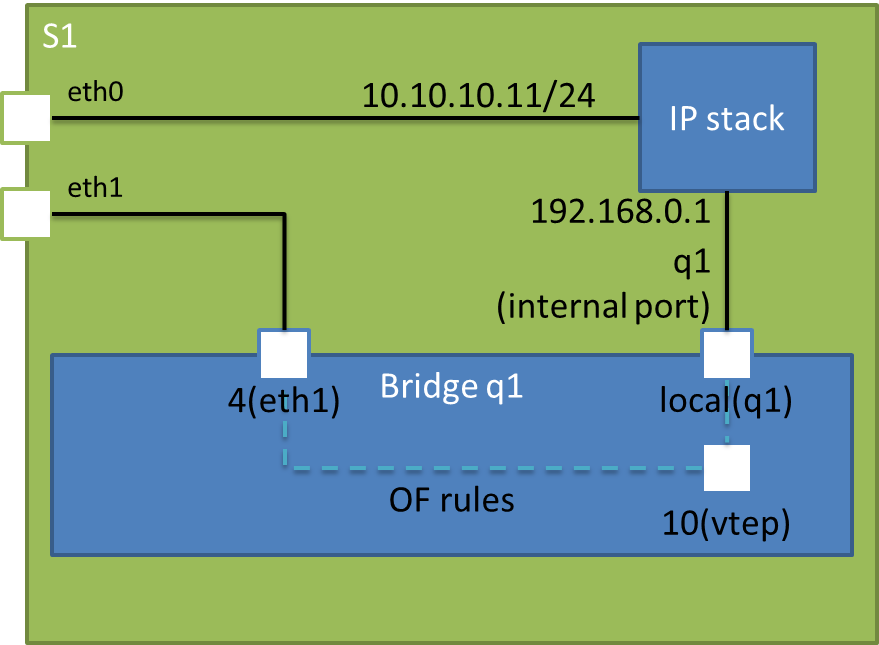 S1
eth0
10.10.10.11/24
IP stack
eth1
192.168.0.1
q1
(internal port)
Bridge q1
4(eth1)
local(q1)
OF rules
10(vtep)